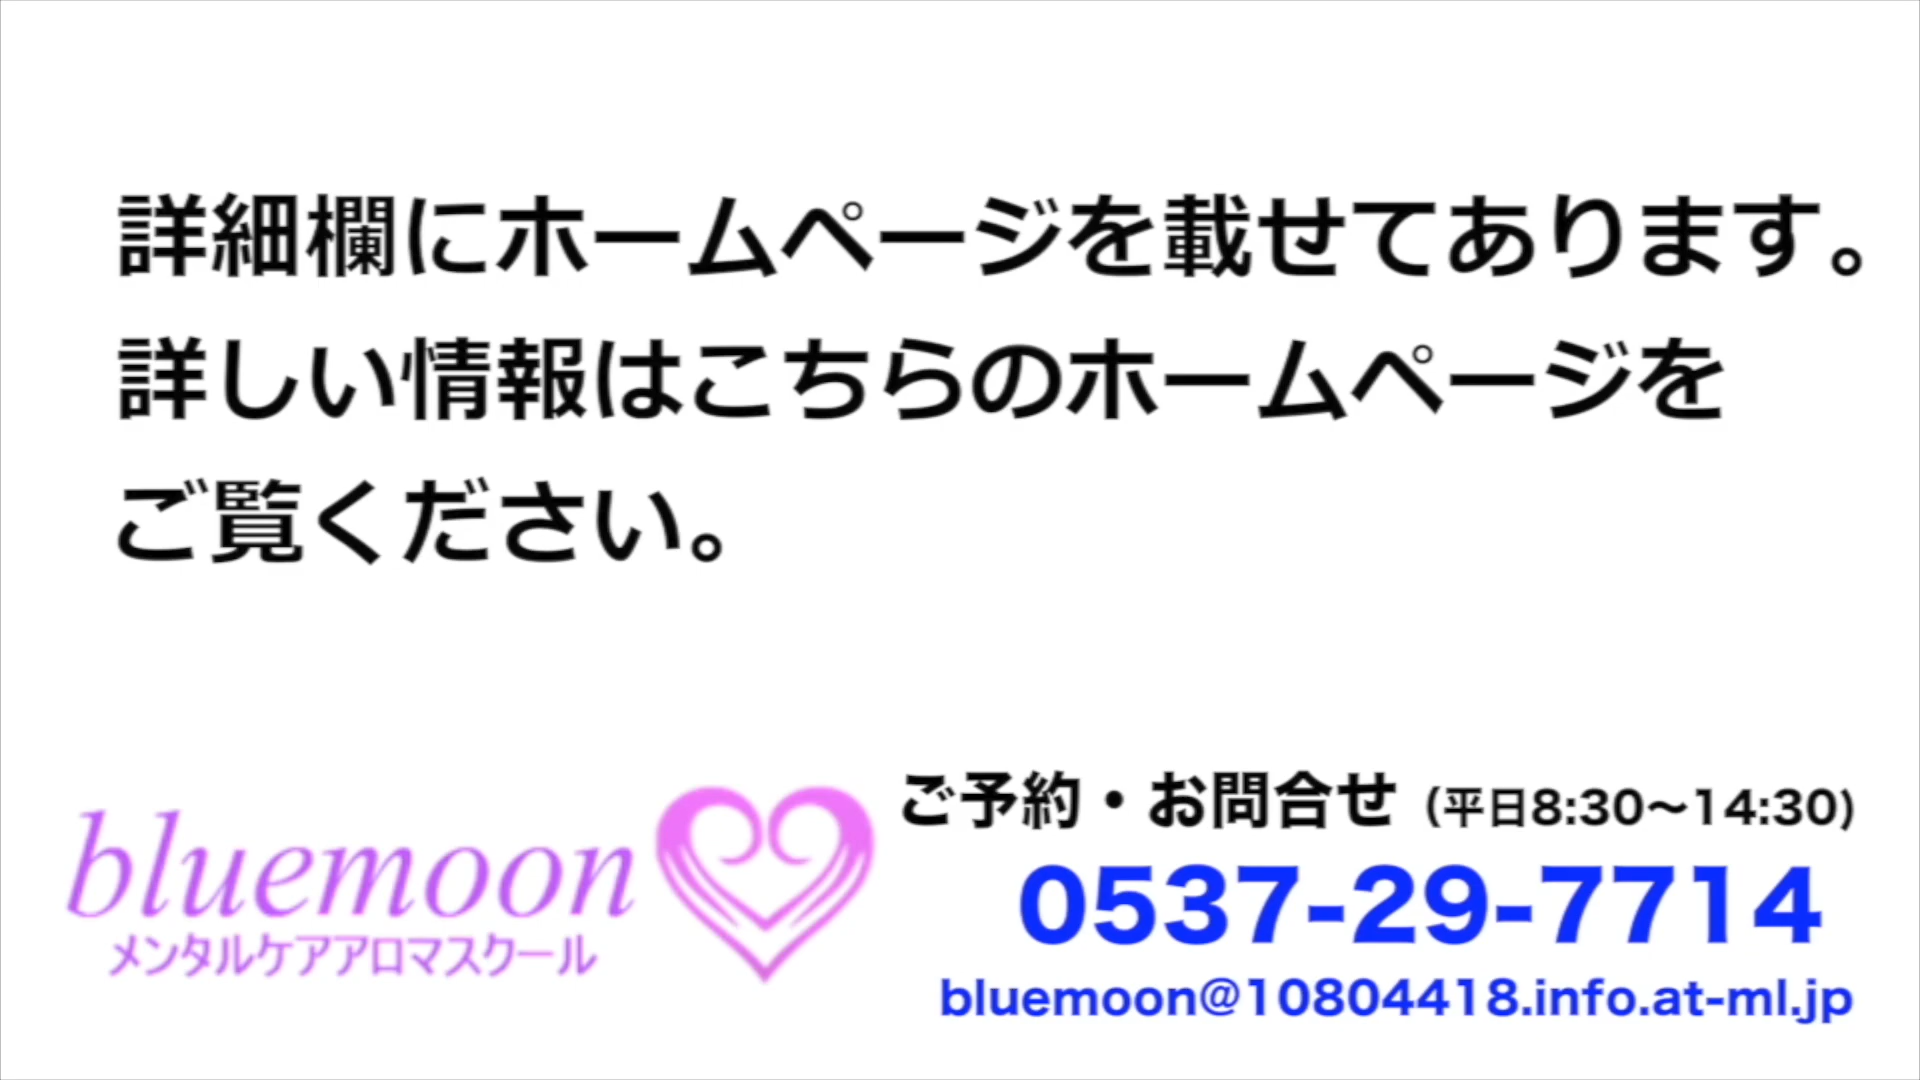 詳細欄にホームページを載せてあります。
詳しい情報はこちらのホームページを
ご覧ください。
bluemoon
メンタルケアアロマスクール
ご予約・お問合せ (平日8:30〜14:30)
0537-29-7714
bluemoon@10804418.info.at-ml.jp